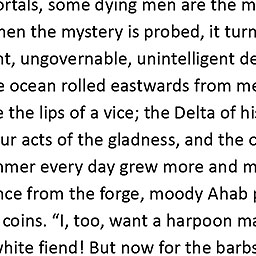 ortals, some dying men are the m
hen the mystery is probed, it turn
nt, ungovernable, unintelligent de
e ocean rolled eastwards from me
e the lips of a vice; the Delta of his
ur acts of the gladness, and the c
mer every day grew more and m
nce from the forge, moody Ahab p
coins. “I, too, want a harpoon ma
white fiend! But now for the barbs